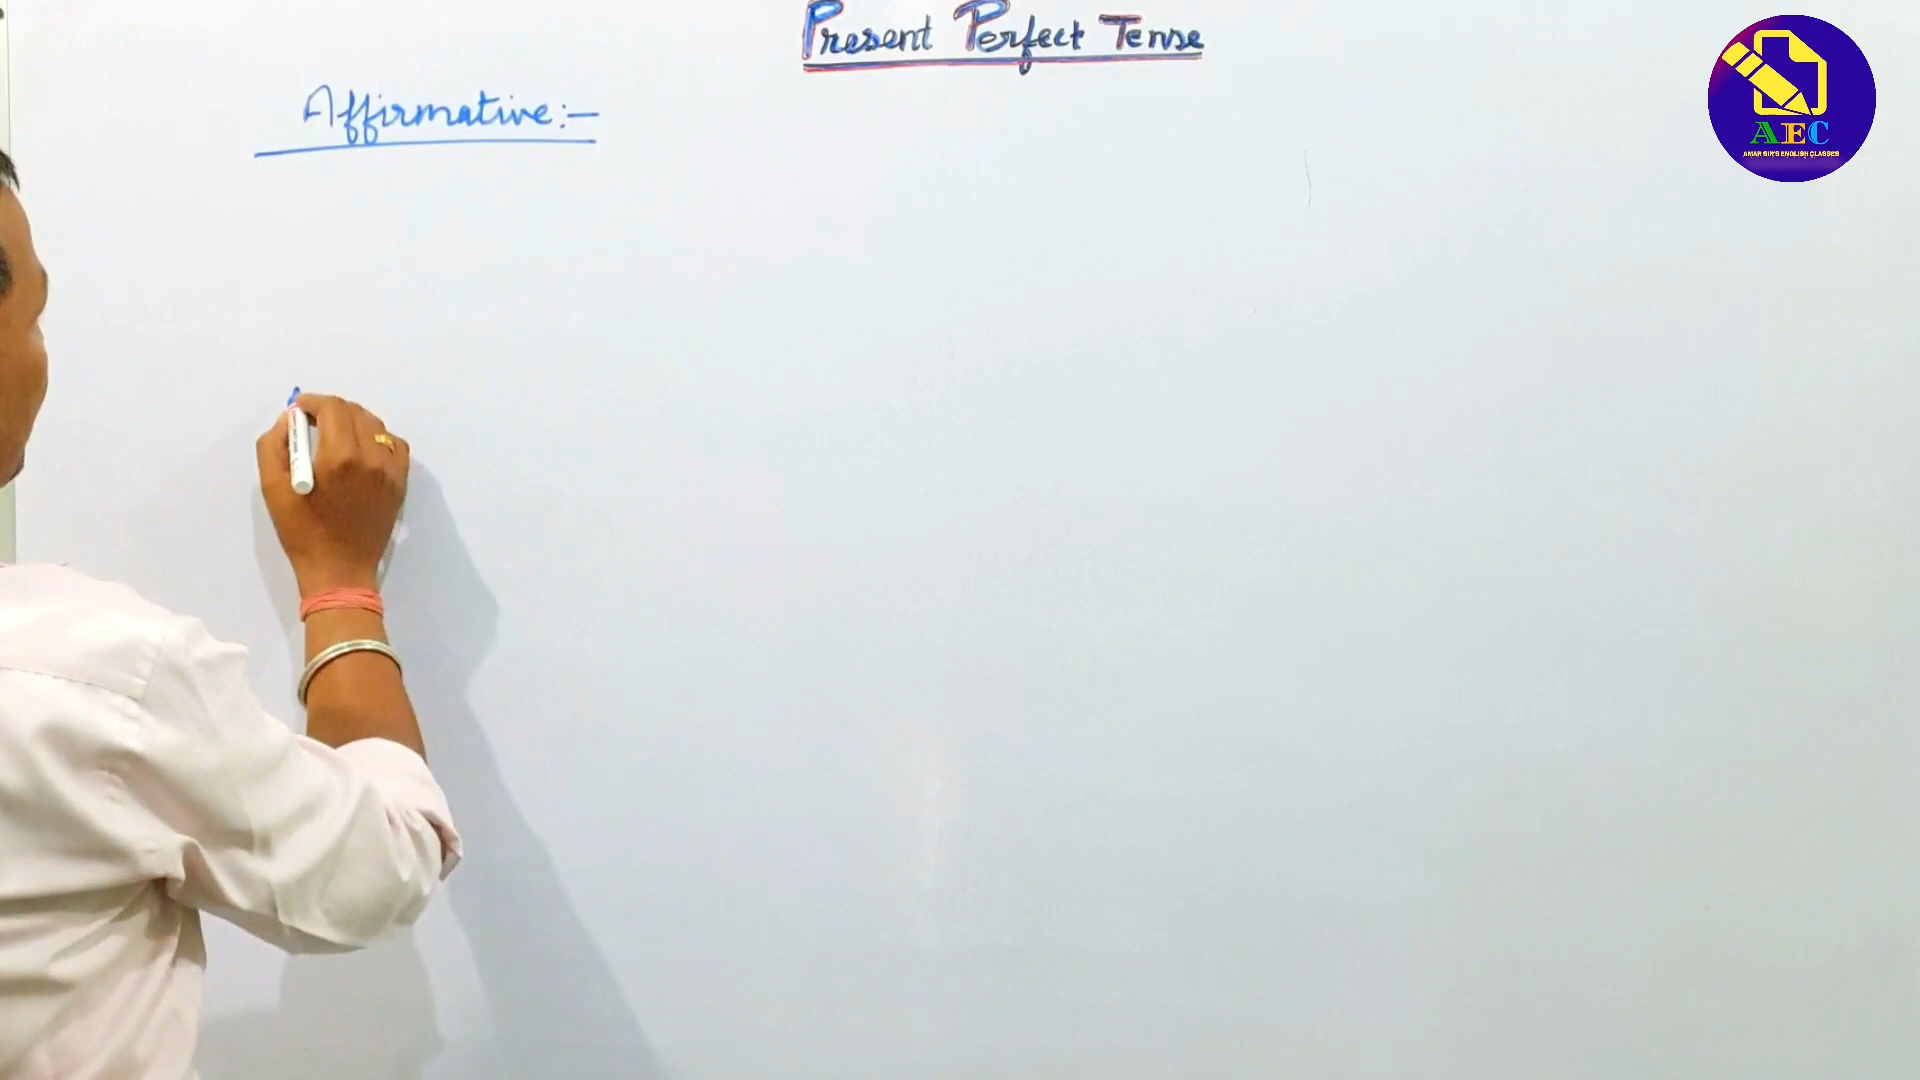 Present Perfect Tense
Affirmative:-
AEC
AMAR SIR'S ENGLISH CLASSES